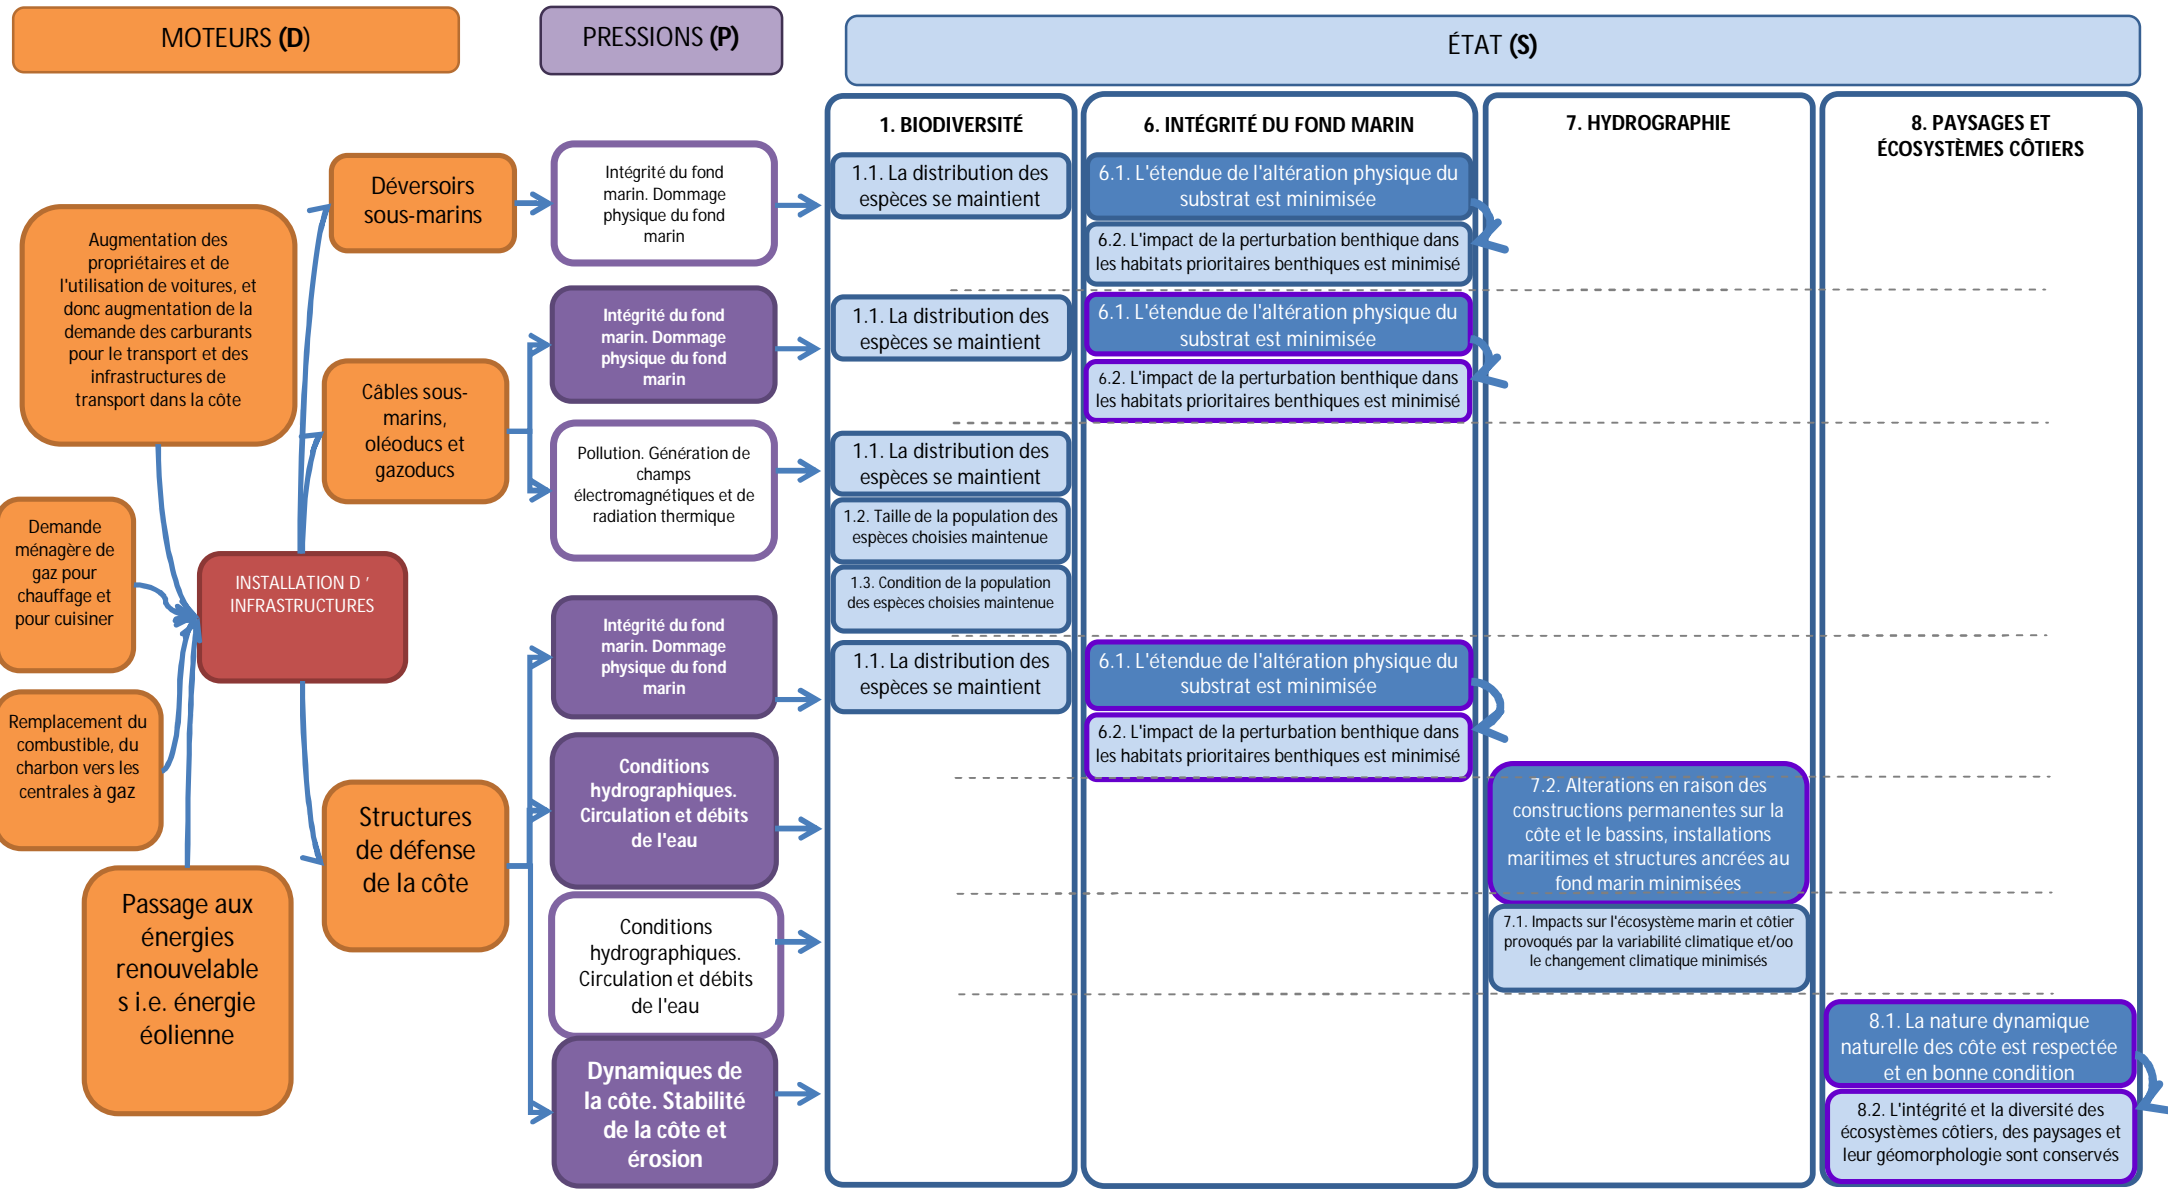 MOTEURS (D)
PRESSIONS (P)
ÉTAT (S)
1. BIODIVERSITÉ
6. INTÉGRITÉ DU FOND MARIN
7. HYDROGRAPHIE
8. PAYSAGES ET
ÉCOSYSTÈMES CÔTIERS
Augmentation des
propriétaires et de
l'utilisation de voitures, et
donc augmentation de la
demande des carburants
pour le transport et des
infrastructures de
transport dans la côte
Demande
ménagère de
gaz pour
chauffage et
pour cuisiner
Remplacement du
combustible, du
charbon vers les
centrales à gaz
Passage aux
énergies
renouvelable
s i.e. énergie
éolienne
INSTALLATION D '
INFRASTRUCTURES
Déversoirs
sous-marins
Câbles sous-
marins,
oléoducs et
gazoducs
Structures
de défense
de la côte
Intégrité du fond
marin. Dommage
physique du fond
marin
Intégrité du fond
marin. Dommage
physique du fond
marin
Pollution. Génération de
champs
électromagnétiques et de
radiation thermique
Intégrité du fond
marin. Dommage
physique du fond
marin
Conditions
hydrographiques.
Circulation et débits
de l'eau
Conditions
hydrographiques.
Circulation et débits
de l'eau
Dynamiques de
la côte. Stabilité
de la côte et
érosion
1.1. La distribution des
espèces se maintient
1.1. La distribution des
espèces se maintient
1.1. La distribution des
espèces se maintient
1.2. Taille de la population des
espèces choisies maintenue
1.3. Condition de la population
des espèces choisies maintenue
1.1. La distribution des
espèces se maintient
6.1. L'étendue de l'altération physique du
substrat est minimisée
6.2. L'impact de la perturbation benthique dans
les habitats prioritaires benthiques est minimisé
6.1. L'étendue de l'altération physique du
substrat est minimisée
6.2. L'impact de la perturbation benthique dans
les habitats prioritaires benthiques est minimisé
6.1. L'étendue de l'altération physique du
substrat est minimisée
6.2. L'impact de la perturbation benthique dans
les habitats prioritaires benthiques est minimisé
7.2. Alterations en raison des
constructions permanentes sur la
côte et le bassins, installations
maritimes et structures ancrées au
fond marin minimisées
7.1. Impacts sur l'écosystème marin et côtier
provoqués par la variabilité climatique et/oo
le changement climatique minimisés
8.1. La nature dynamique
naturelle des côte est respectée
et en bonne condition
8.2. L'intégrité et la diversité des
écosystèmes côtiers, des paysages et
leur géomorphologie sont conservés